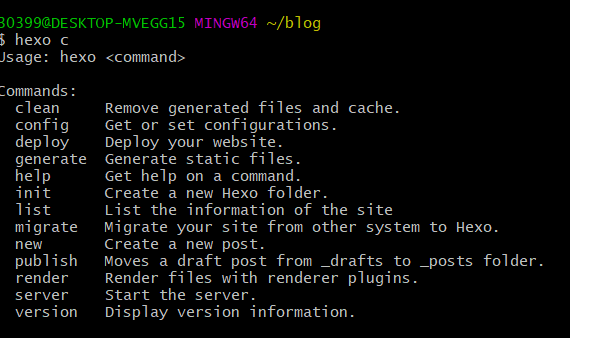 30399@DESKTOP-MVEGG15 MINGW64 ~/blog
$ hexo c
Usage: hexo <command>
Commands:
clean Remove generated files and cache.
config Get or set configurations.
deploy Deploy your website.
generate Generate static files.
help Get help on a command.
init Create a new Hexo folder.
list List the information of the site
migrate Migrate your site from other system to Hexo.
new Create a new post.
publish Moves a draft post from _drafts to _posts folder.
render Render files with renderer plugins.
server Start the server.
version Display version information.